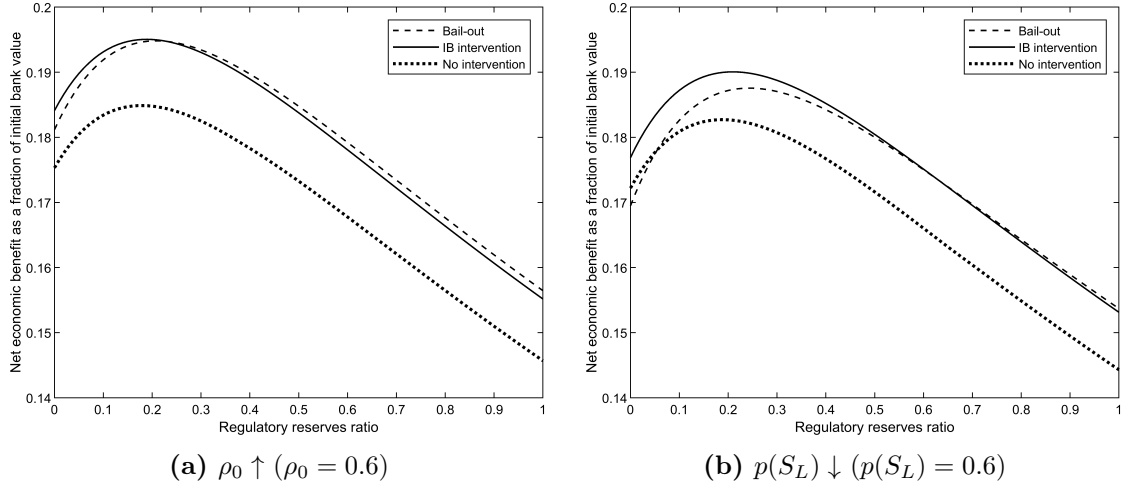 Net economic benefit as a fraction of initial bank value
0.2
0.19
0.18
0.17
0.16
0.15
0.14
Bail-out
IB intervention
No intervention
0 0.1 0.2 0.3 0.4 0.5 0.6 0.7 0.8 0.9 1
Regulatory reserves ratio
(a) ρ₀ ↑ (ρ₀ = 0.6)
Net economic benefit as a fraction of initial bank value
0.2
0.19
0.18
0.17
0.16
0.15
0.14
Bail-out
IB intervention
No intervention
0 0.1 0.2 0.3 0.4 0.5 0.6 0.7 0.8 0.9 1
Regulatory reserves ratio
(b) p(S_L) ↓ (p(S_L) = 0.6)